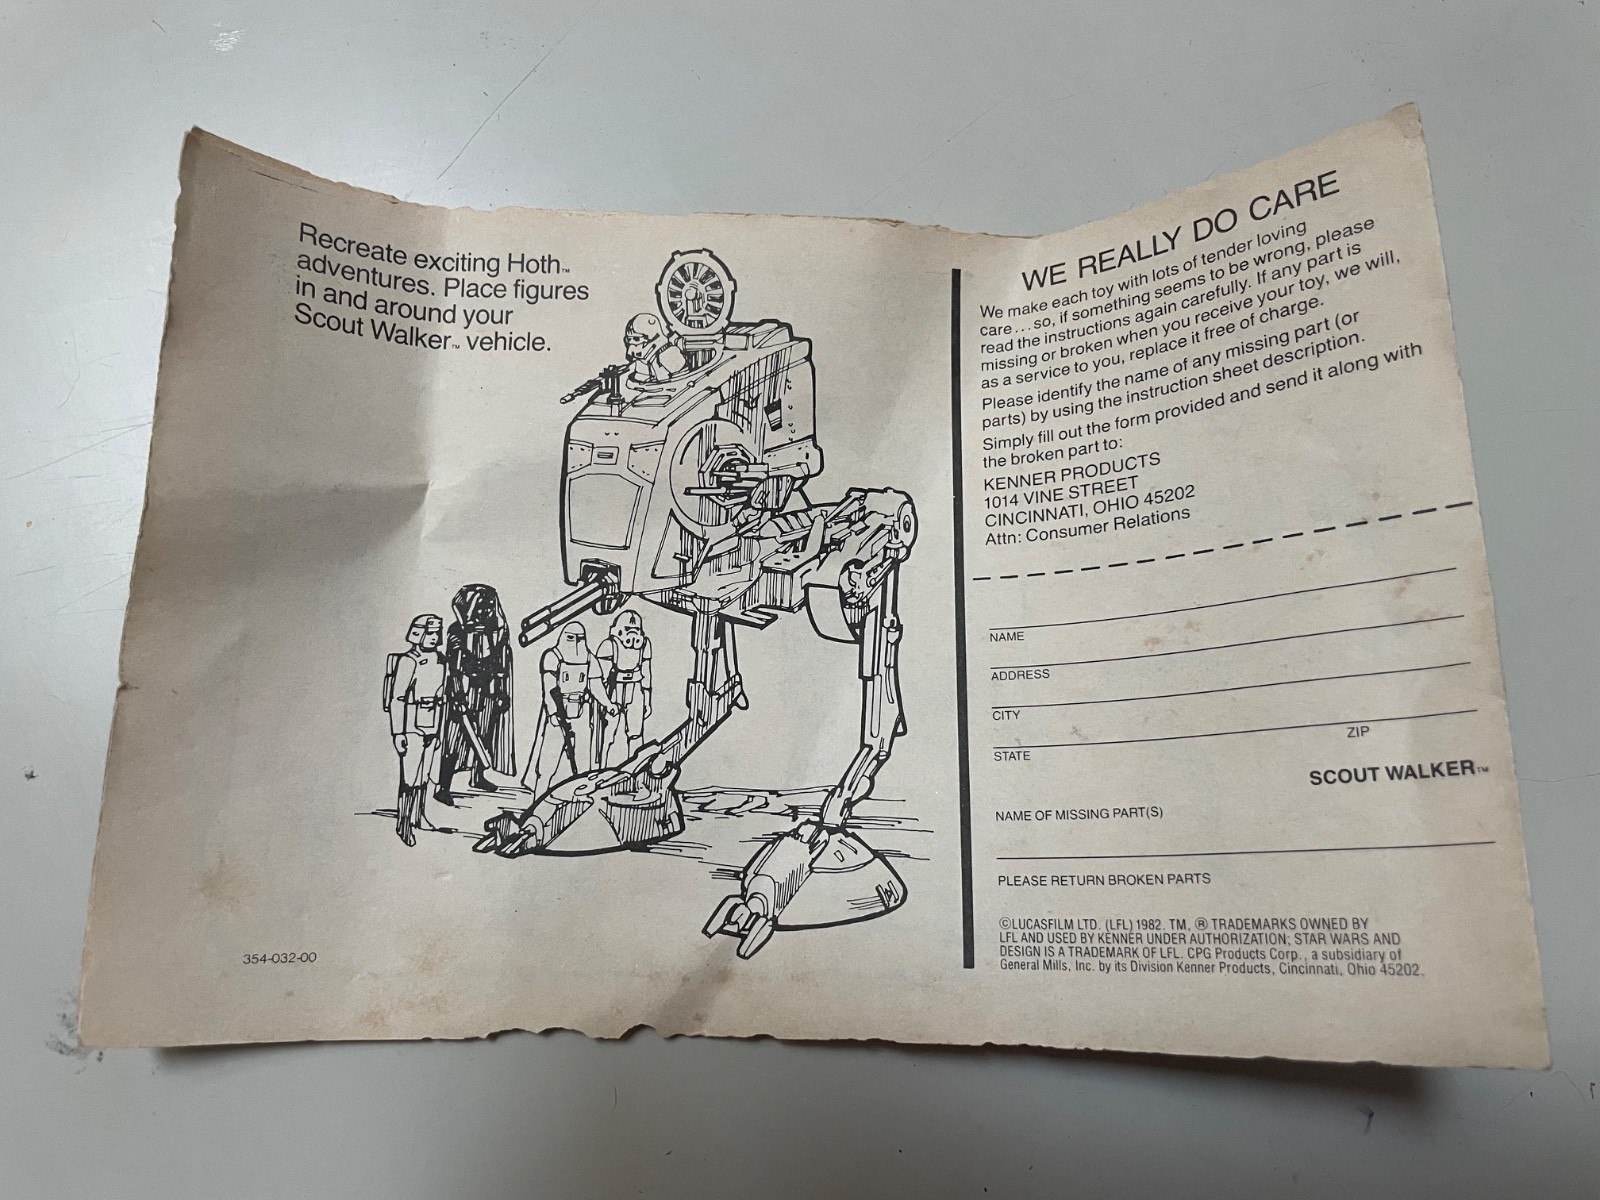 Recreate exciting Hoth™
adventures. Place figures
in and around your
Scout Walker™ vehicle.
354-032-00
WE REALLY DO CARE
We make each toy with lots of tender loving
care...so, if something seems to be wrong, please
read the instructions again carefully. If any part is
missing or broken when you receive your toy, we will,
as a service to you, replace it free of charge.
Please identify the name of any missing part (or
parts) by using the instruction sheet description.
Simply fill out the form provided and send it along with
the broken part to:
KENNER PRODUCTS
1014 VINE STREET
CINCINNATI, OHIO 45202
Attn: Consumer Relations
NAME
ADDRESS
CITY
STATE ZIP
SCOUT WALKER™
NAME OF MISSING PART(S)
PLEASE RETURN BROKEN PARTS
©LUCASFILM LTD. (LFL) 1982. TM, ® TRADEMARKS OWNED BY
LFL AND USED BY KENNER UNDER AUTHORIZATION; STAR WARS AND
DESIGN IS A TRADEMARK OF LFL. CPG Products Corp., a subsidiary of
General Mills, Inc. by its Division Kenner Products, Cincinnati, Ohio 45202.